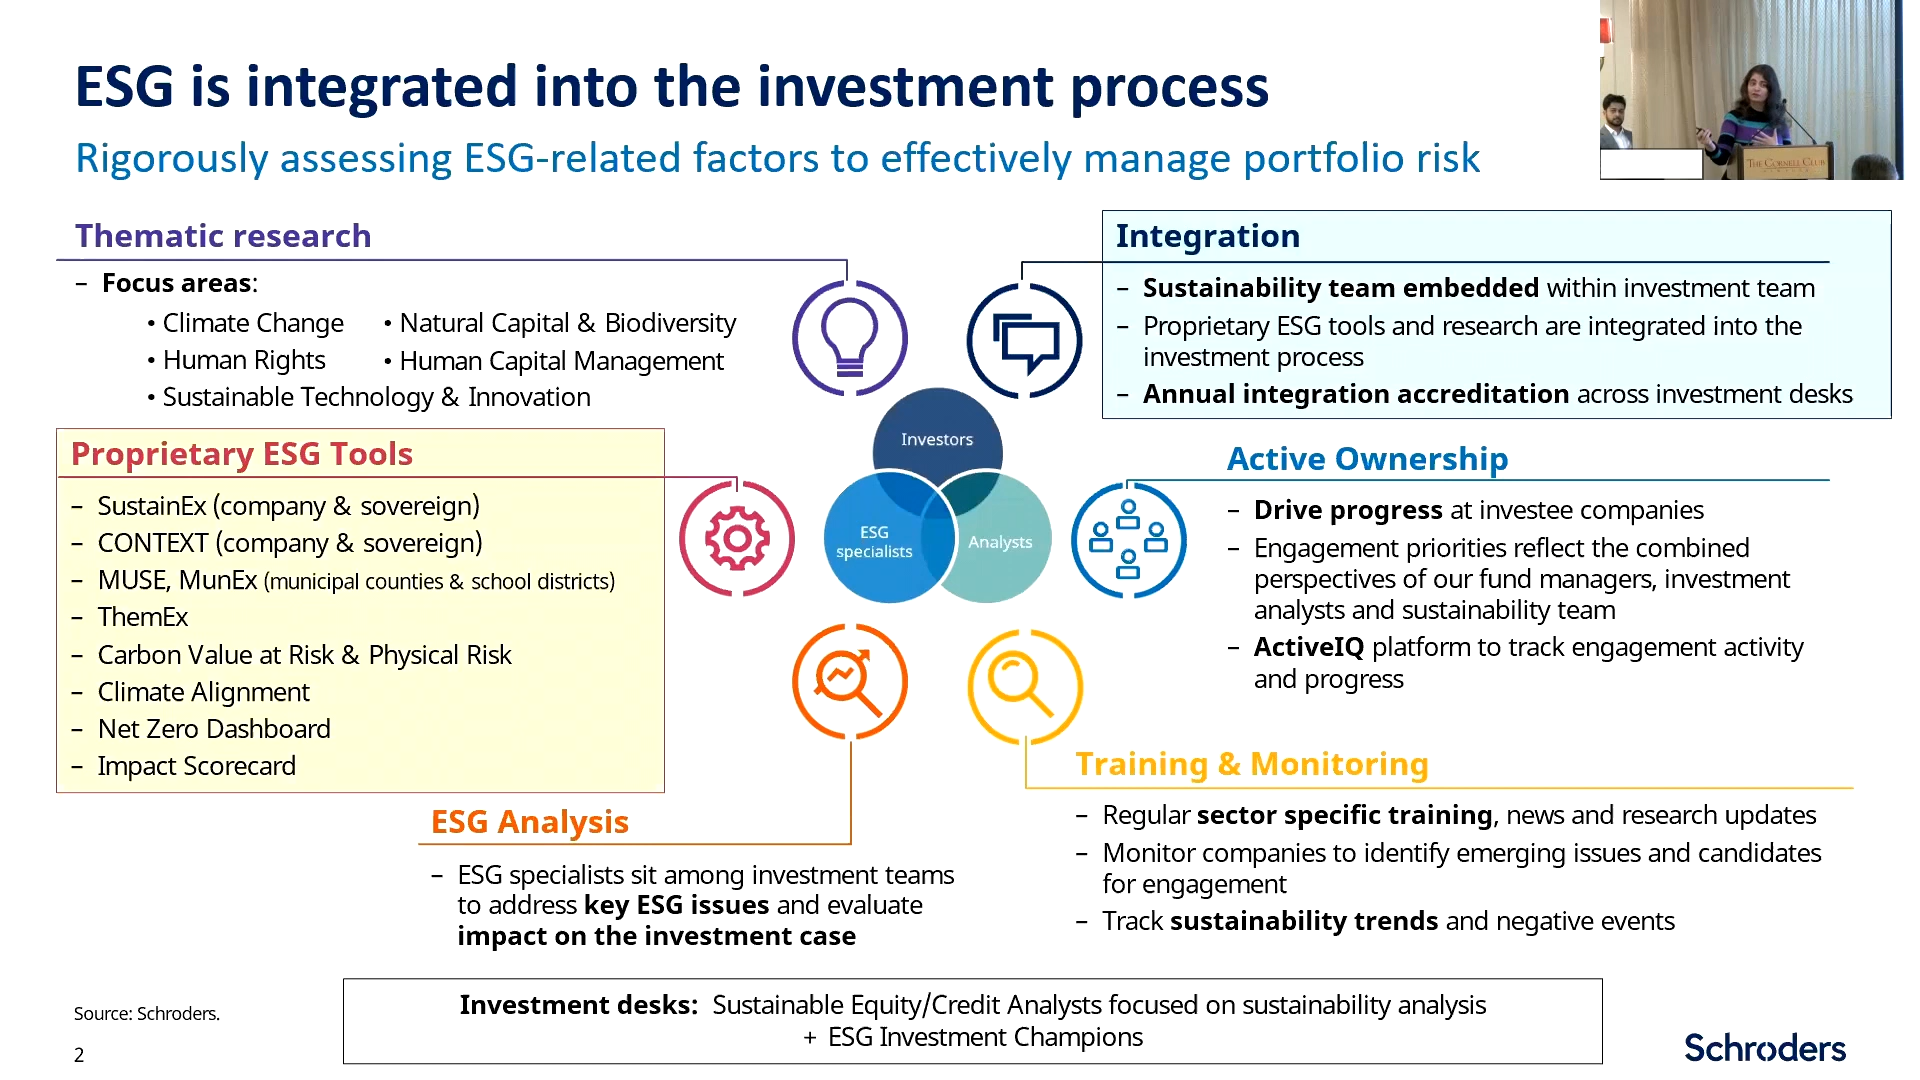 ESG is integrated into the investment process
Rigorously assessing ESG-related factors to effectively manage portfolio risk
THE CORNELL CLUB
Thematic research
– Focus areas:
• Climate Change • Natural Capital & Biodiversity
• Human Rights • Human Capital Management
• Sustainable Technology & Innovation
Integration
– Sustainability team embedded within investment team
– Proprietary ESG tools and research are integrated into the
investment process
– Annual integration accreditation across investment desks
Proprietary ESG Tools
– SustainEx (company & sovereign)
– CONTEXT (company & sovereign)
– MUSE, MunEx (municipal counties & school districts)
– ThemEx
– Carbon Value at Risk & Physical Risk
– Climate Alignment
– Net Zero Dashboard
– Impact Scorecard
Investors
ESG
specialists
Analysts
Active Ownership
– Drive progress at investee companies
– Engagement priorities reflect the combined
perspectives of our fund managers, investment
analysts and sustainability team
– ActiveIQ platform to track engagement activity
and progress
ESG Analysis
– ESG specialists sit among investment teams
to address key ESG issues and evaluate
impact on the investment case
Training & Monitoring
– Regular sector specific training, news and research updates
– Monitor companies to identify emerging issues and candidates
for engagement
– Track sustainability trends and negative events
Investment desks: Sustainable Equity/Credit Analysts focused on sustainability analysis
+ ESG Investment Champions
Source: Schroders.
2
Schroders